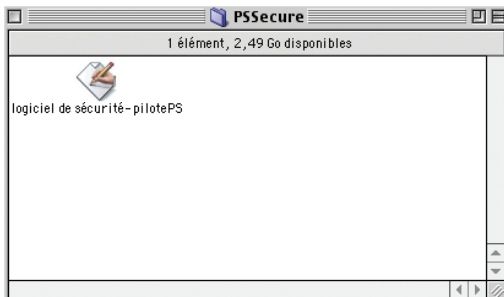 PSSecure
1 élément, 2,49 Go disponibles
logiciel de sécurité-pilotePS